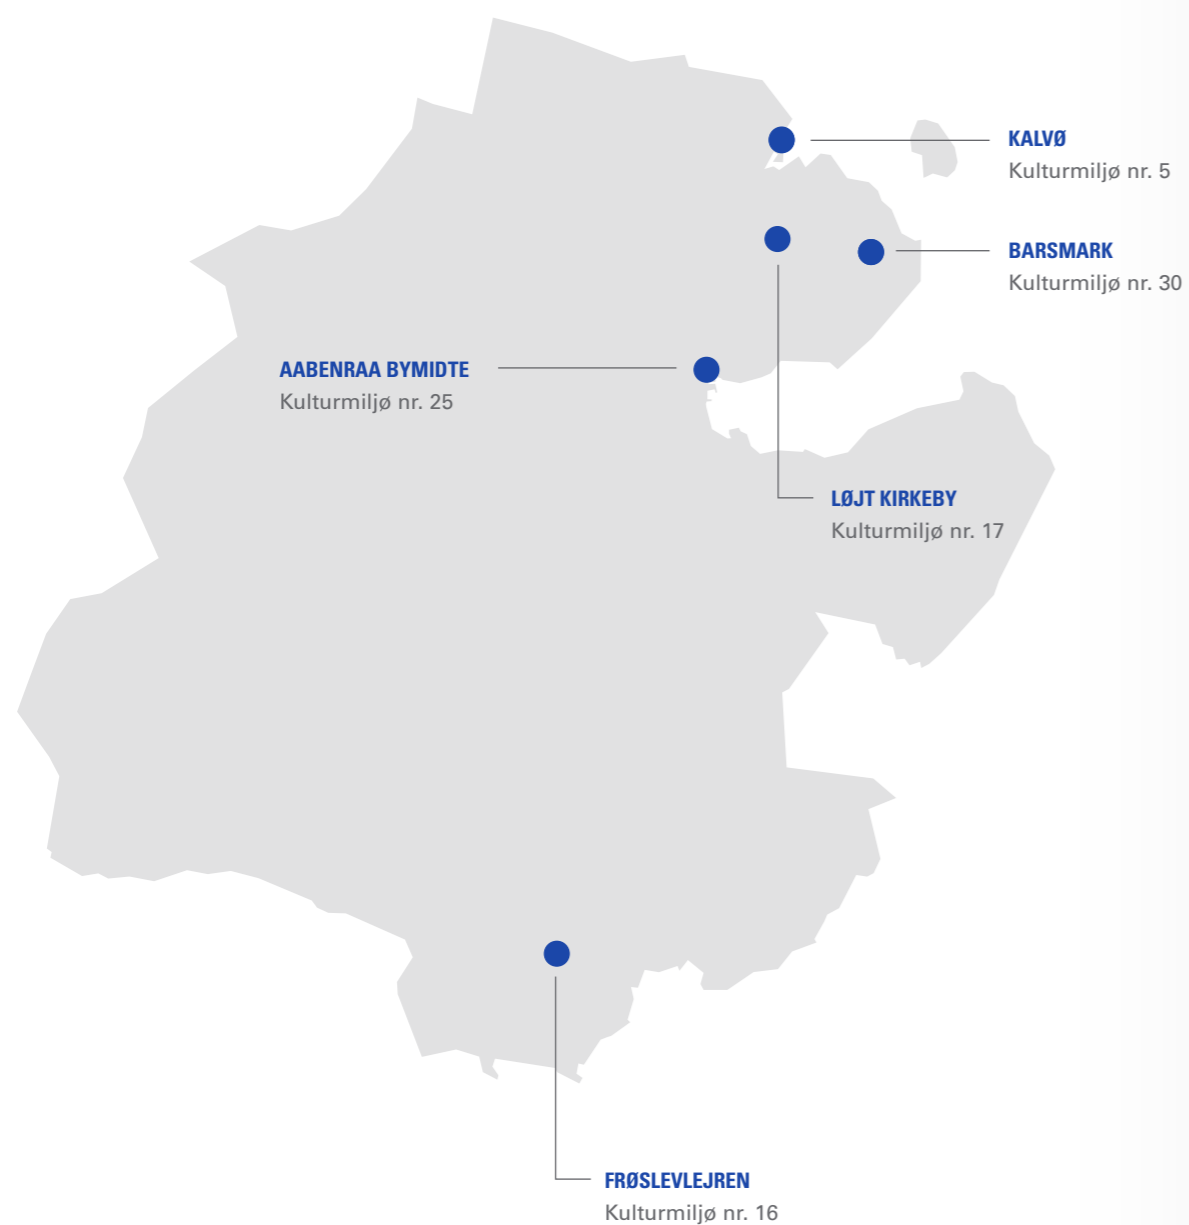 KALVØ
Kulturmiljø nr. 5
BARSMARK
Kulturmiljø nr. 30
AABENRAA BYMIDTE
Kulturmiljø nr. 25
LØJT KIRKEBY
Kulturmiljø nr. 17
FRØSLEVLEJREN
Kulturmiljø nr. 16